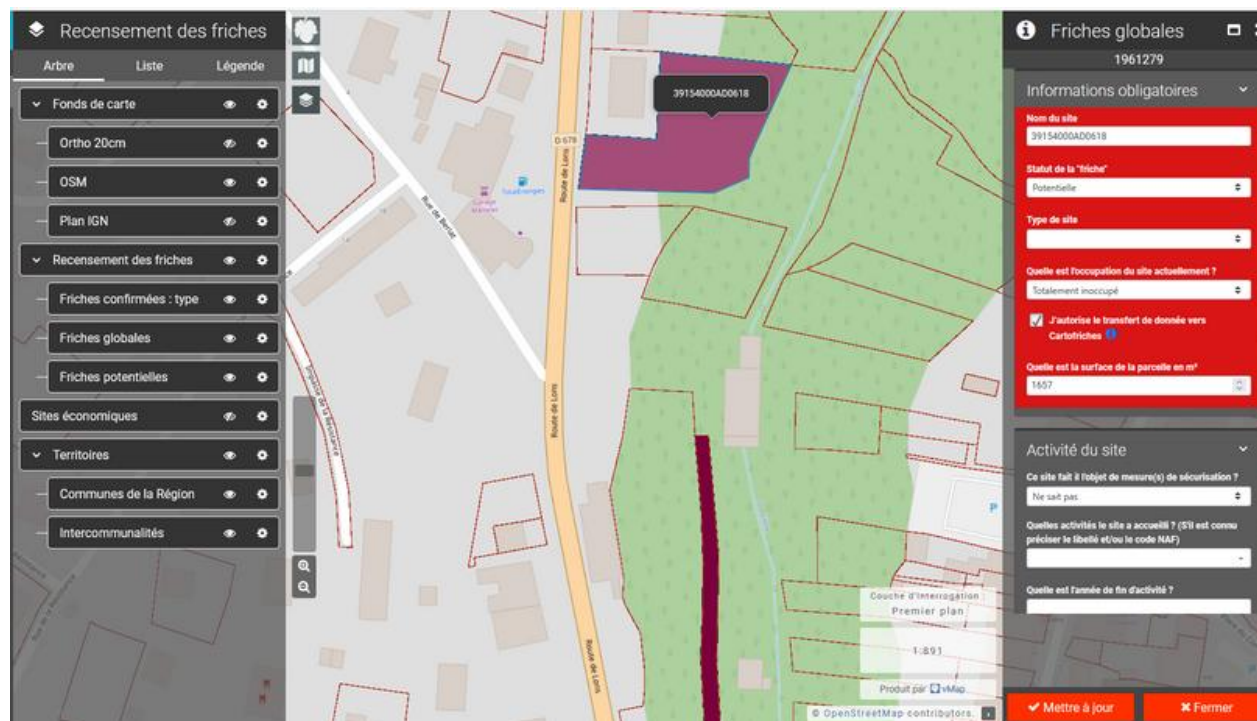 Recensement des friches
Arbre
Liste
Légende
Fonds de carte
Ortho 20cm
OSM
Plan IGN
Recensement des friches
Friches confirmées : type
Friches globales
Friches potentielles
Sites économiques
Territoires
Communes de la Région
Intercommunalités
39154000AD0618
D 678
Route de Lons
Rue de Bertat
Route de Lons
Route de Lons
Impasse de la Résistance
P
Couche d'interrogation
Premier plan
1:891
Produit par vMap
© OpenStreetMap contributors.
Friches globales
1961279
Informations obligatoires
Nom du site
39154000AD0618
Statut de la "friche"
Potentielle
Type de site
Quelle est l'occupation du site actuellement ?
Totalement inoccupé
J'autorise le transfert de donnée vers
Cartofriches
Quelle est la surface de la parcelle en m²
1657
Activité du site
Ce site fait il l'objet de mesure(s) de sécurisation ?
Ne sait pas
Quelles activités le site a accueilli ? (S'il est connu
préciser le libellé et/ou le code NAF)
Quelle est l'année de fin d'activité ?
Mettre à jour
Fermer